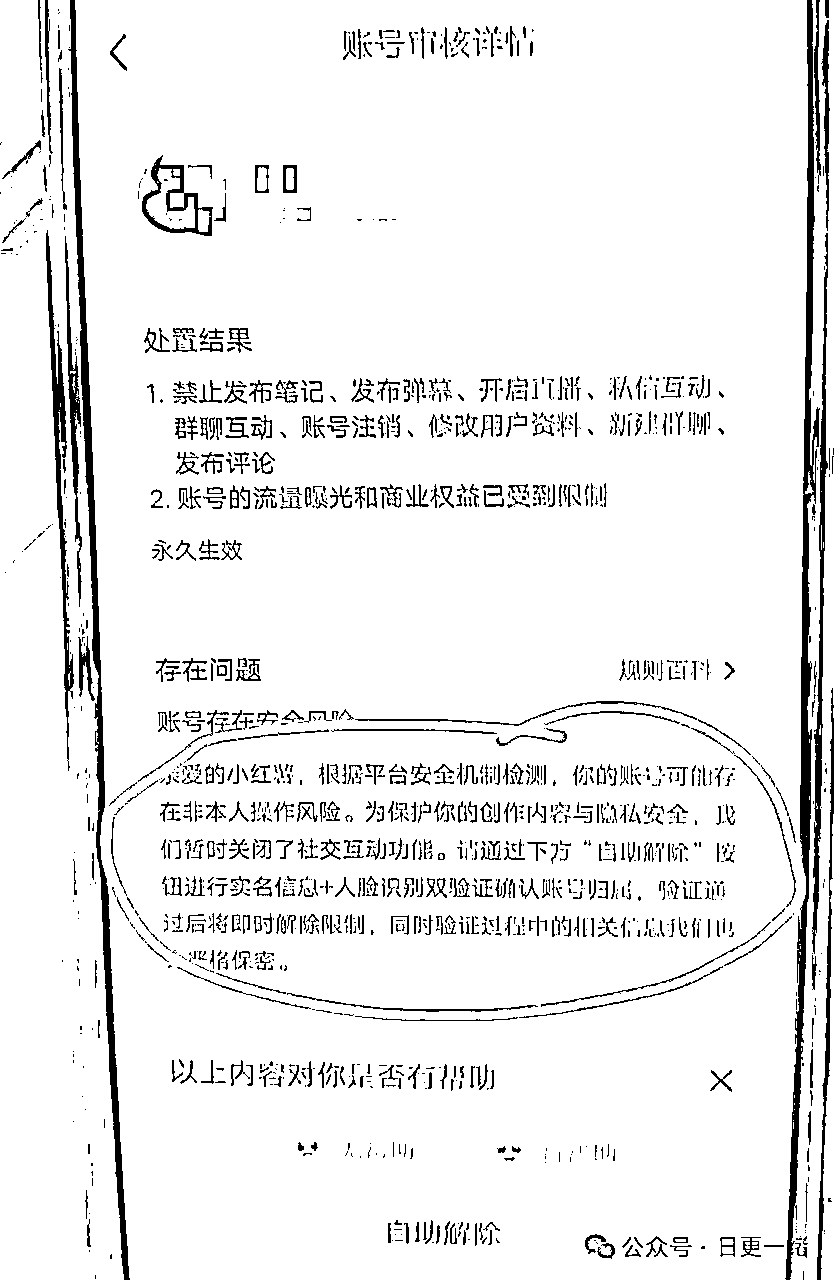 账号审核详情
处置结果
1. 禁止发布笔记、发布弹幕、开启直播、私信互动、
群聊互动、账号注销、修改用户资料、新建群聊、
发布评论
2. 账号的流量曝光和商业权益已受到限制
永久生效
存在问题
规则百科
账号存在安全风险
亲爱的小红薯，根据平台安全机制检测，你的账号可能存
在非本人操作风险。为保护你的创作内容与隐私安全，我
们暂时关闭了社交互动功能。请通过下方“自助解除”按
钮进行实名信息+人脸识别双验证确认账号归属，验证通
过后将即时解除限制，同时验证过程中的相关信息我们也
严格保密。
以上内容对你是否有帮助
自助解除
公众号·日更一